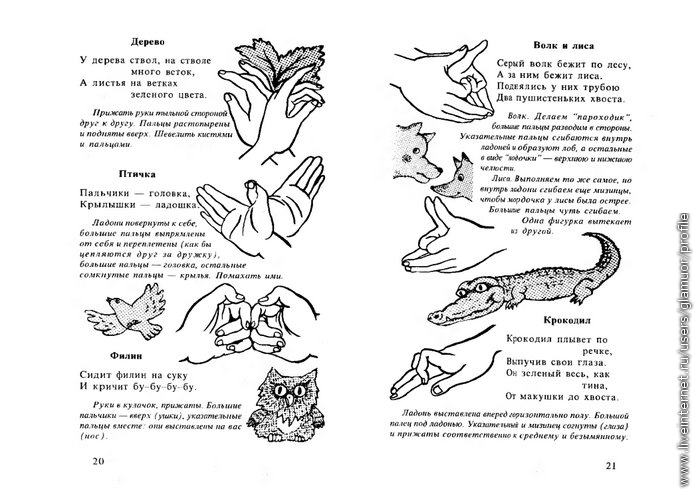 Дерево
У дерева ствол, на стволе
много веток,
А листья на ветках
зеленого цвета.
Прижать руки тыльной стороной
друг к другу. Пальцы растопырены
и подняты вверх. Шевелить кистями
и пальцами.
Птичка
Пальчики — головка,
Крылышки — ладошка.
Ладони повернуты к себе,
большие пальцы выпрямлены
от себя и переплетены (как бы
цепляются друг за дружку),
большие пальцы — головка, остальные
сомкнутые пальцы — крылья. Помахать ими.
Филин
Сидит филин на суку
И кричит бу-бу-бу-бу.
Руки в кулачок, прижаты. Большие
пальчики — вверх (ушки), указательные
пальцы вместе: они выставлены на вас
(нос).
20
Волк и лиса
Серый волк бежит по лесу,
А за ним бежит лиса.
Поднялись у них трубою
Два пушистеньких хвоста.
Волк. Делаем "пароходик",
большие пальцы разводим в стороны.
Указательные пальцы сгибаются внутрь
ладоней и образуют лоб, а остальные
в виде "лодочки" — верхнюю и нижнюю
челюсти.
Лиса. Выполняем то же самое, но
внутрь ладони сгибаем еще мизинцы,
чтобы мордочка у лисы была острее.
Большие пальцы чуть сгибаем.
Одна фигурка вытекает
из другой.
Крокодил
Крокодил плывет по
речке,
Выпучив свои глаза.
Он зеленый весь, как
тина,
От макушки до хвоста.
Ладонь выставлена вперед горизонтально полу. Большой
палец под ладонью. Указательный и мизинец согнуты (глаза)
и прижаты соответственно к среднему и безымянному.
21
www.liveinternet.ru/users/glamuor/profile